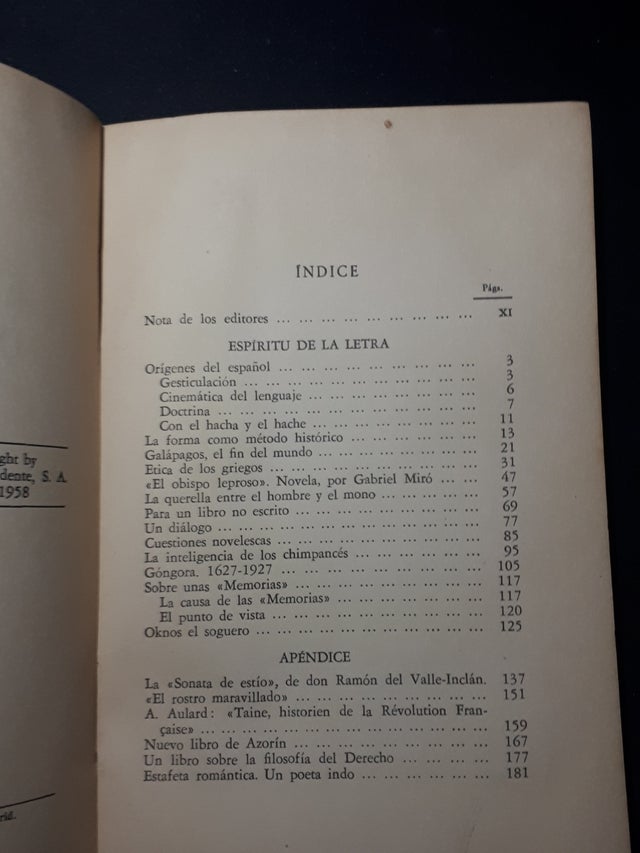 ght by
dente, S. A.
1958
rid.
ÍNDICE
Págs.
Nota de los editores ... ... ... ... ... ... ... ... ... XI
ESPÍRITU DE LA LETRA
Orígenes del español ... ... ... ... ... ... ... ... ... 3
Gesticulación ... ... ... ... ... ... ... ... ... ... 3
Cinemática del lenguaje ... ... ... ... ... ... ... 6
Doctrina ... ... ... ... ... ... ... ... ... ... ... 7
Con el hacha y el hache ... ... ... ... ... ... ... 11
La forma como método histórico ... ... ... ... ... ... 13
Galápagos, el fin del mundo ... ... ... ... ... ... ... 21
Etica de los griegos ... ... ... ... ... ... ... ... ... 31
«El obispo leproso». Novela, por Gabriel Miró ... ... 47
La querella entre el hombre y el mono ... ... ... ... 57
Para un libro no escrito ... ... ... ... ... ... ... ... 69
Un diálogo ... ... ... ... ... ... ... ... ... ... ... 77
Cuestiones novelescas ... ... ... ... ... ... ... ... ... 85
La inteligencia de los chimpancés ... ... ... ... ... ... 95
Góngora. 1627-1927 ... ... ... ... ... ... ... ... ... 105
Sobre unas «Memorias» ... ... ... ... ... ... ... ... 117
La causa de las «Memorias» ... ... ... ... ... ... 117
El punto de vista ... ... ... ... ... ... ... ... ... 120
Oknos el soguero ... ... ... ... ... ... ... ... ... ... 125
APÉNDICE
La «Sonata de estío», de don Ramón del Valle-Inclán. 137
«El rostro maravillado» ... ... ... ... ... ... ... ... 151
A. Aulard: «Taine, historien de la Révolution Fran-
çaise» ... ... ... ... ... ... ... ... ... ... ... ... 159
Nuevo libro de Azorín ... ... ... ... ... ... ... ... 167
Un libro sobre la filosofía del Derecho ... ... ... ... 177
Estafeta romántica. Un poeta indo ... ... ... ... ... 181